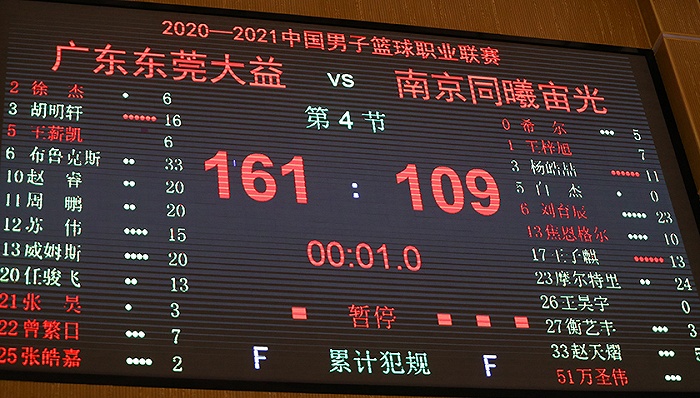 2020—2021中国男子篮球职业联赛
广东东莞大益 VS 南京同曦宙光
第4节
161 : 109
00:01.0
暂停
F 累计犯规 F
2 徐杰 6
3 胡明轩 16
5 王薪凯 6
6 布鲁克斯 33
10 赵睿 20
11 周鹏 20
12 苏伟 15
13 威姆斯 20
20 任骏飞 13
21 张昊 3
22 曾繁日 7
25 张皓嘉 2
0 希尔 5
1 王梓旭 7
3 杨皓喆 11
5 白杰 0
6 刘台辰 23
13 焦恩格尔 10
17 王子麒 13
23 摩尔特里 24
26 王昊宇 0
27 衡艺丰 3
33 赵天熠 5
51 万圣伟